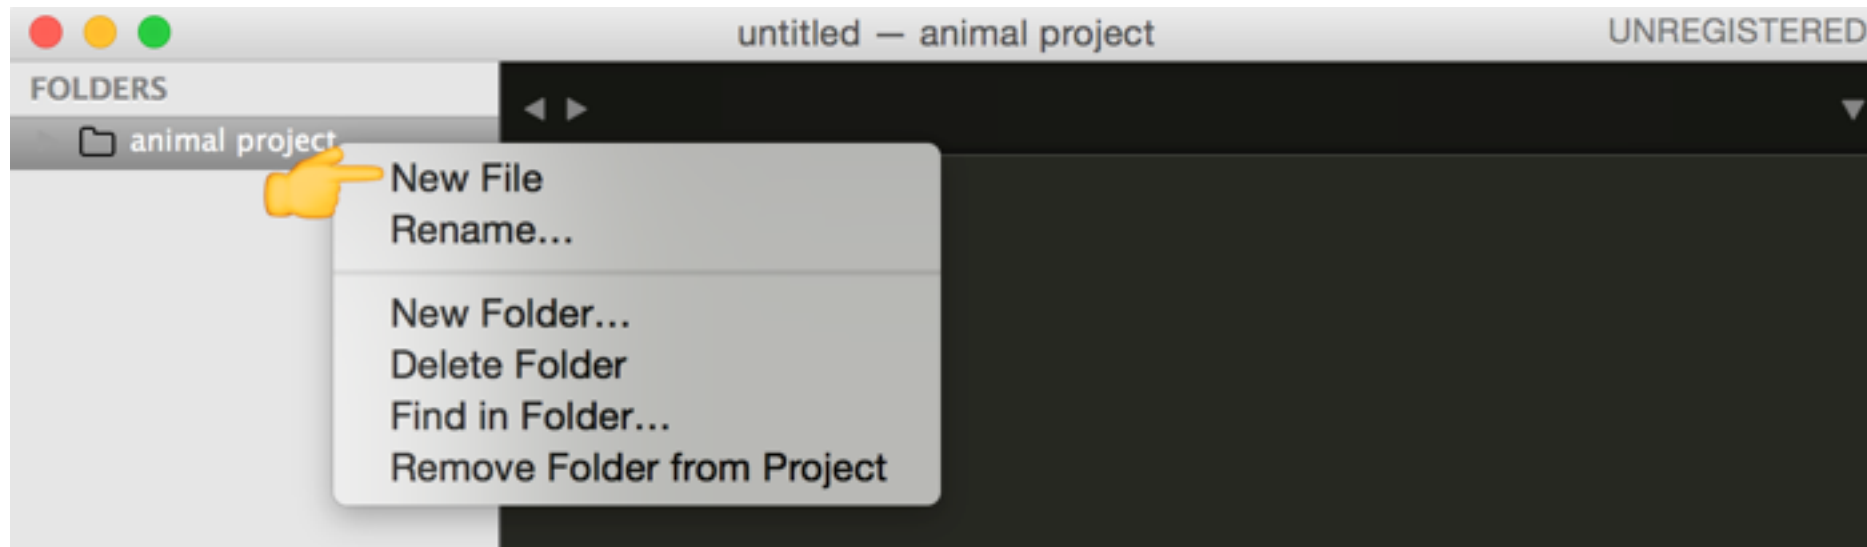 untitled — animal project
UNREGISTERED
FOLDERS
animal project
New File
Rename...
New Folder...
Delete Folder
Find in Folder...
Remove Folder from Project